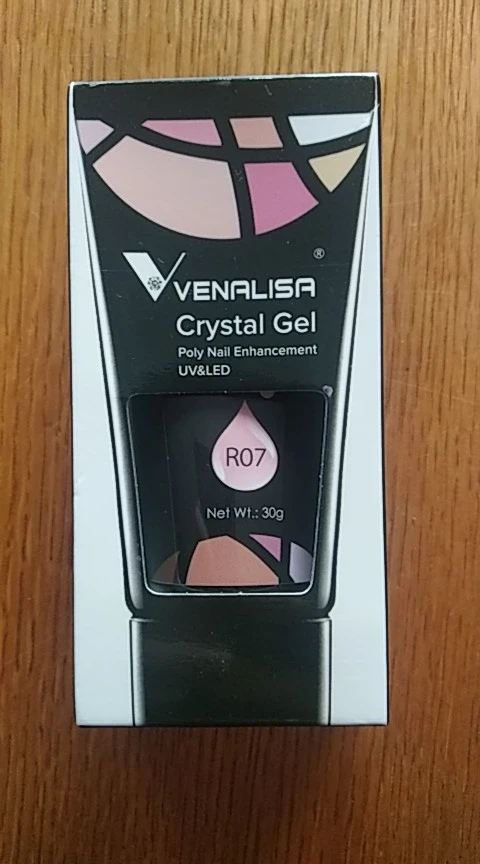 ®
VENALISA
Crystal Gel
Poly Nail Enhancement
UV&LED
R07
Net Wt.: 30g